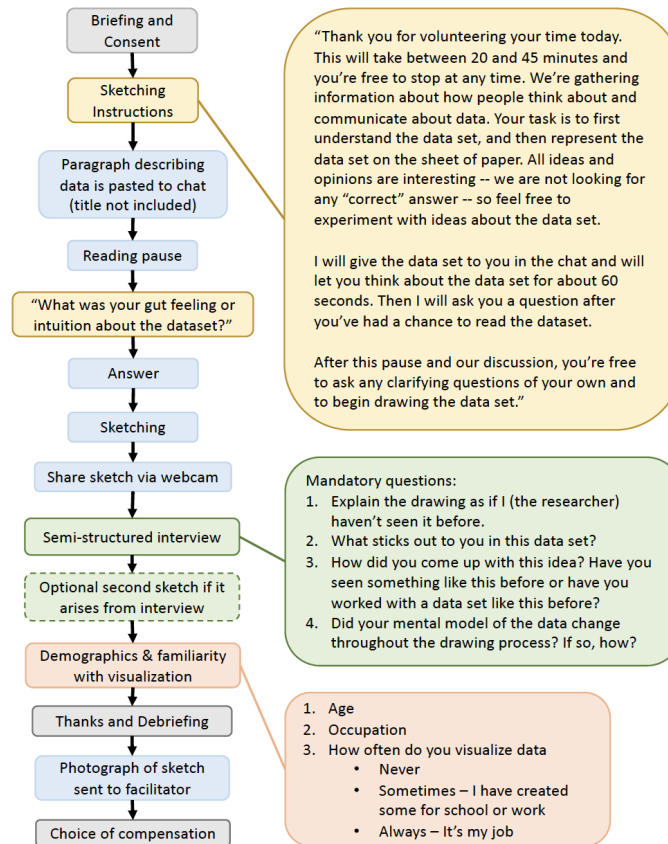 Briefing and
Consent
Sketching
Instructions
Paragraph describing
data is pasted to chat
(title not included)
Reading pause
“What was your gut feeling or
intuition about the dataset?”
Answer
Sketching
Share sketch via webcam
Semi-structured interview
Optional second sketch if it
arises from interview
Demographics & familiarity
with visualization
Thanks and Debriefing
Photograph of sketch
sent to facilitator
Choice of compensation
“Thank you for volunteering your time today.
This will take between 20 and 45 minutes and
you’re free to stop at any time. We’re gathering
information about how people think about and
communicate about data. Your task is to first
understand the data set, and then represent the
data set on the sheet of paper. All ideas and
opinions are interesting -- we are not looking for
any “correct” answer -- so feel free to
experiment with ideas about the data set.
I will give the data set to you in the chat and will
let you think about the data set for about 60
seconds. Then I will ask you a question after
you’ve had a chance to read the dataset.
After this pause and our discussion, you’re free
to ask any clarifying questions of your own and
to begin drawing the data set.”
Mandatory questions:
1. Explain the drawing as if I (the researcher)
haven’t seen it before.
2. What sticks out to you in this data set?
3. How did you come up with this idea? Have you
seen something like this before or have you
worked with a data set like this before?
4. Did your mental model of the data change
throughout the drawing process? If so, how?
1. Age
2. Occupation
3. How often do you visualize data
• Never
• Sometimes – I have created
some for school or work
• Always – It’s my job